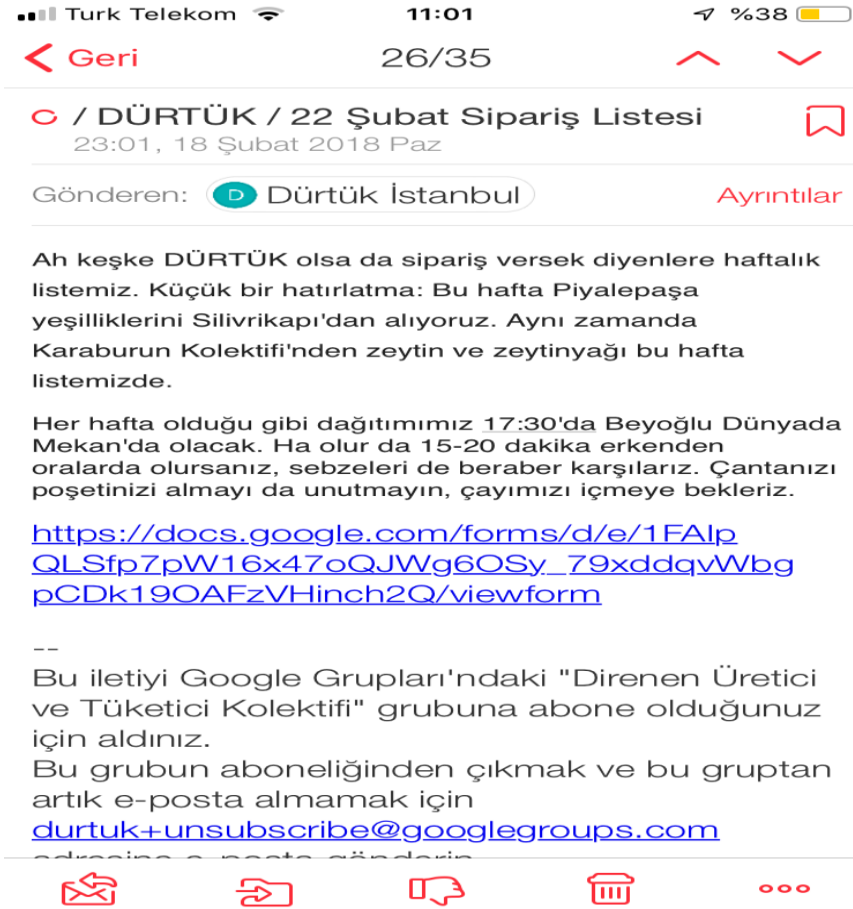 Turk Telekom 11:01 %38
Geri 26/35
/ DÜRTÜK / 22 Şubat Sipariş Listesi
23:01, 18 Şubat 2018 Paz
Gönderen: D Dürtük İstanbul Ayrıntılar
Ah keşke DÜRTÜK olsa da sipariş versek diyenlere haftalık
listemiz. Küçük bir hatırlatma: Bu hafta Piyalepaşa
yeşilliklerini Silivrikapı'dan alıyoruz. Aynı zamanda
Karaburun Kolektifi'nden zeytin ve zeytinyağı bu hafta
listemizde.
Her hafta olduğu gibi dağıtımımız 17:30'da Beyoğlu Dünyada
Mekan'da olacak. Ha olur da 15-20 dakika erkenden
oralarda olursanız, sebzeleri de beraber karşılarız. Çantanızı
poşetinizi almayı da unutmayın, çayımızı içmeye bekleriz.
https://docs.google.com/forms/d/e/1FAIp
QLSfp7pW16x47oQJWg6OSy_79xddqvWbg
pCDk19OAFzVHinch2Q/viewform
--
Bu iletiyi Google Grupları'ndaki "Direnen Üretici
ve Tüketici Kolektifi" grubuna abone olduğunuz
için aldınız.
Bu grubun aboneliğinden çıkmak ve bu gruptan
artık e-posta almamak için
durtuk+unsubscribe@googlegroups.com
adresine e-posta gönderin